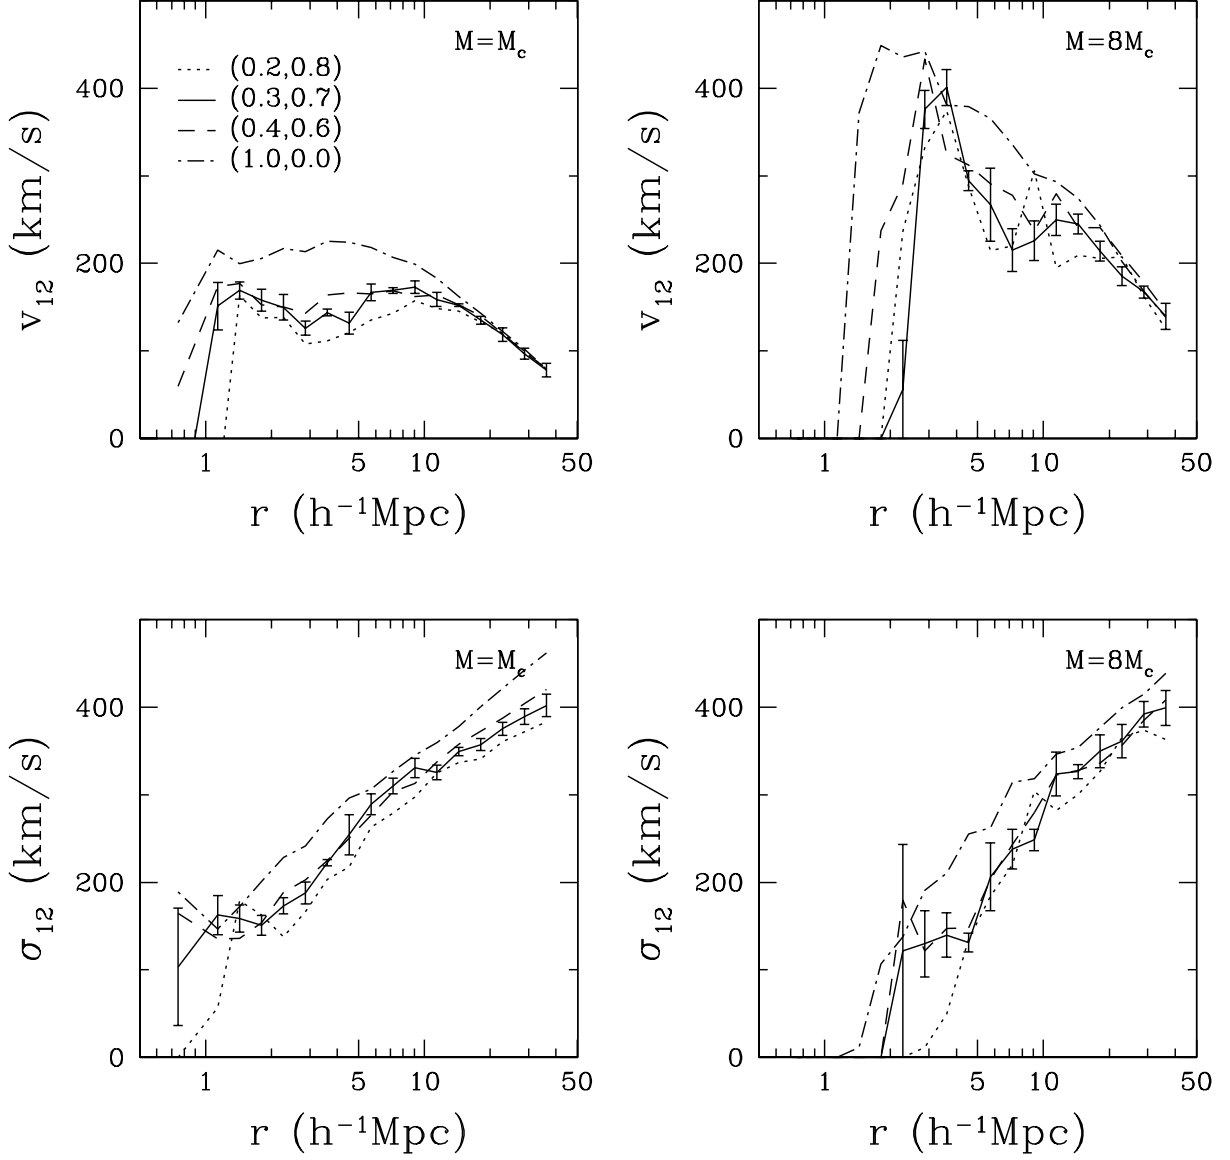 M=M_c
(0.2,0.8)
(0.3,0.7)
(0.4,0.6)
(1.0,0.0)
400
200
0
v_12 (km/s)
1 5 10 50
r (h^-1Mpc)
M=8M_c
400
200
0
v_12 (km/s)
1 5 10 50
r (h^-1Mpc)
M=M_c
400
200
0
σ_12 (km/s)
1 5 10 50
r (h^-1Mpc)
M=8M_c
400
200
0
σ_12 (km/s)
1 5 10 50
r (h^-1Mpc)